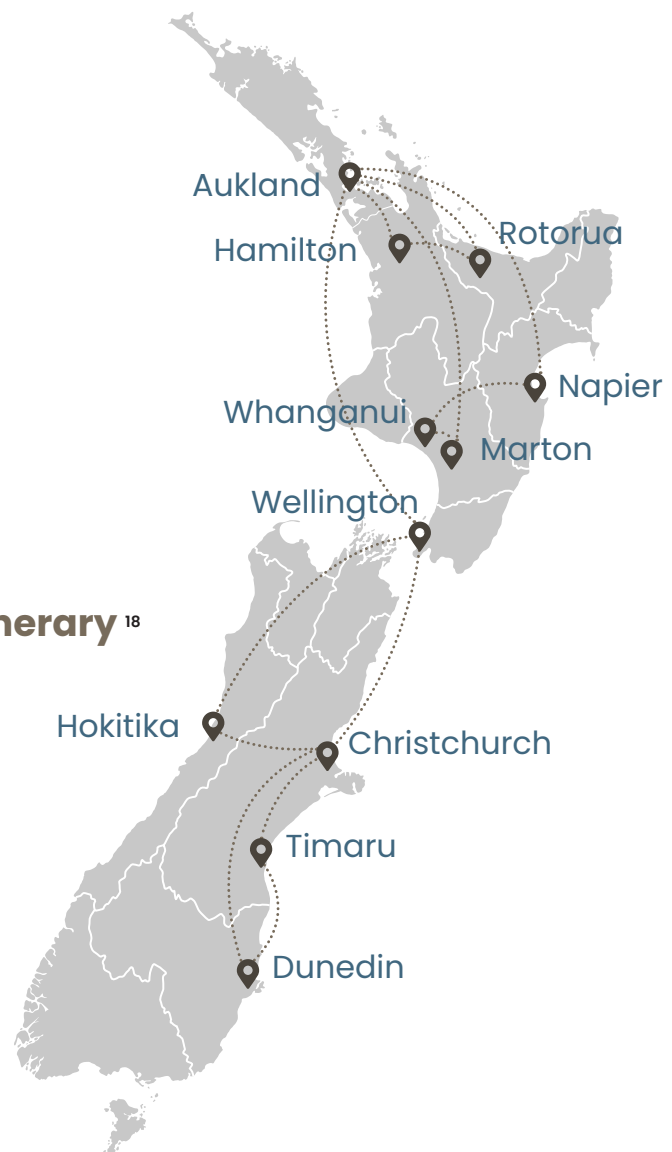 Aukland
Rotorua
Hamilton
Napier
Whanganui
Marton
Wellington
nerary 18
Hokitika
Christchurch
Timaru
Dunedin